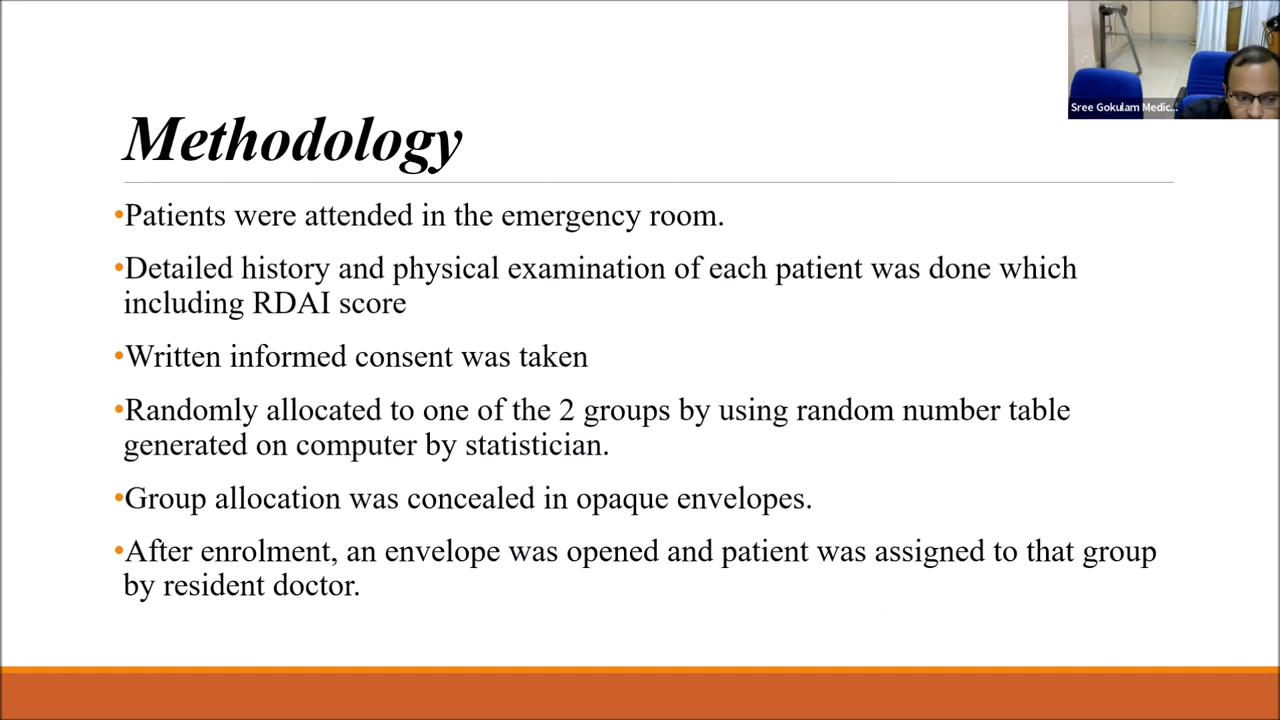 Sree Gokulam Medic...
Methodology
•Patients were attended in the emergency room.
•Detailed history and physical examination of each patient was done which
including RDAI score
•Written informed consent was taken
•Randomly allocated to one of the 2 groups by using random number table
generated on computer by statistician.
•Group allocation was concealed in opaque envelopes.
•After enrolment, an envelope was opened and patient was assigned to that group
by resident doctor.